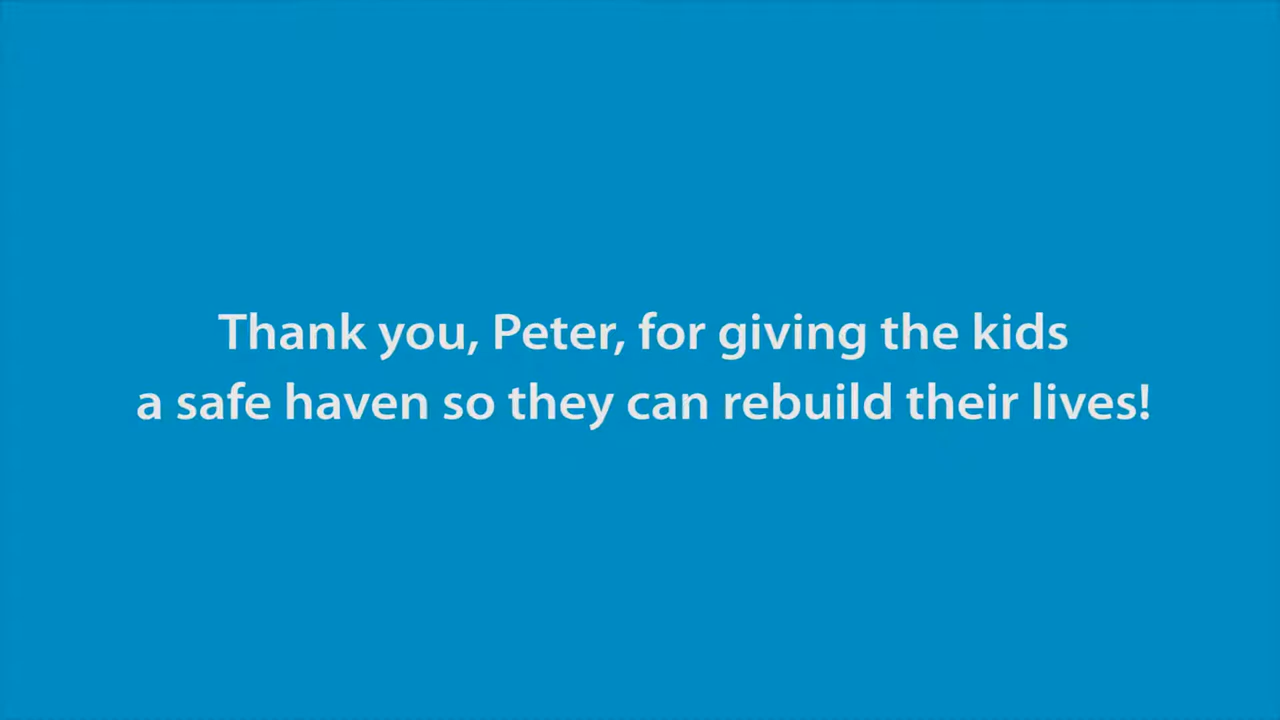 Thank you, Peter, for giving the kids
a safe haven so they can rebuild their lives!